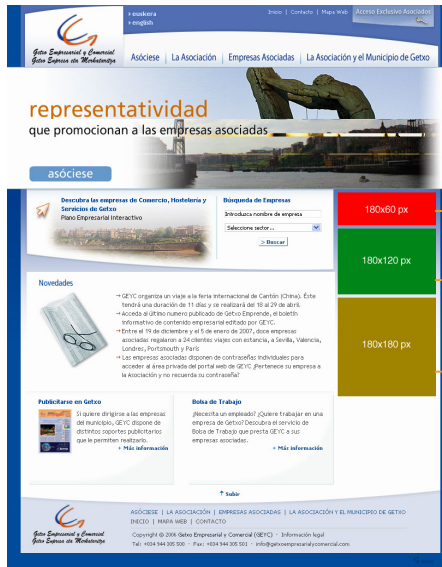 euskara
english
Inicio | Contacto | Mapa Web
Acceso Exclusivo Asociados
Getxo Empresarial y Comercial
Getxo Enpresa eta Merkataritza
Asóciese | La Asociación | Empresas Asociadas | La Asociación y el Municipio de Getxo
representatividad
que promocionan a las empresas asociadas
asóciese
Descubra las empresas de Comercio, Hostelería y
Servicios de Getxo
Plano Empresarial Interactivo
Búsqueda de Empresas
Introduzca nombre de empresa
Seleccione sector...
> Buscar
180x60 px
180x120 px
180x180 px
Novedades
GEYC organiza un viaje a la feria internacional de Cantón (China). Éste
tendrá una duración de 11 días y se realizará del 18 al 29 de abril.
Acceda al último numero publicado de Getxo Emprende, el boletín
informativo de contenido empresarial editado por GEYC.
Entre el 19 de diciembre y el 5 de enero de 2007, doce empresas
asociadas regalaron a 24 clientes viajes con estancia, a Sevilla, Valencia,
Londres, Portsmouth y París
Las empresas asociadas disponen de contraseñas individuales para
acceder al área privada del portal web de GEYC ¿Pertenece su empresa a
la Asociación y no recuerda su contraseña?
Publicitarse en Getxo
Si quiere dirigirse a las empresas
del municipio, GEYC dispone de
distintos soportes publicitarios
que le permiten realizarlo.
+ Más información
Bolsa de Trabajo
¿Necesita un empleado? ¿Quiere trabajar en una
empresa de Getxo? Descubra el servicio de
Bolsa de Trabajo que presta GEYC a sus
empresas asociadas.
+ Más información
↑ Subir
ASÓCIESE | LA ASOCIACIÓN | EMPRESAS ASOCIADAS | LA ASOCIACIÓN Y EL MUNICIPIO DE GETXO
INICIO | MAPA WEB | CONTACTO
Getxo Empresarial y Comercial
Getxo Enpresa eta Merkataritza
Copyright © 2006 Getxo Empresarial y Comercial (GEYC) · Información legal
Tel: +034 944 305 500 · Fax: +034 944 305 501 · info@getxoempresarialycomercial.com